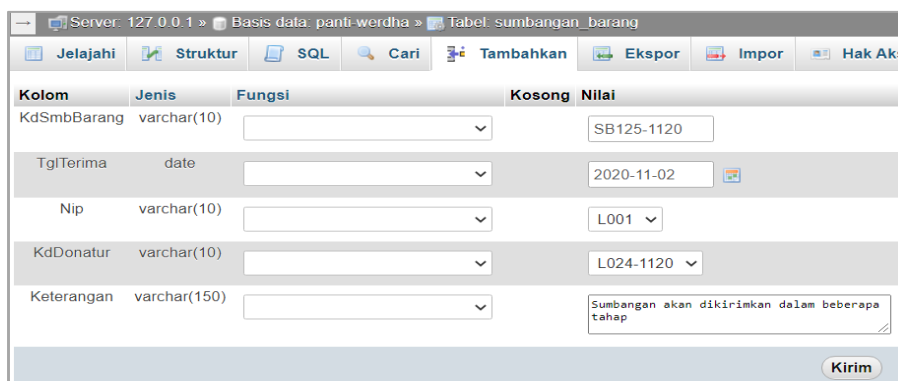 Server: 127.0.0.1 » Basis data: panti-werdha » Tabel: sumbangan_barang
Jelajahi Struktur SQL Cari Tambahkan Ekspor Impor Hak Aks
Kolom Jenis Fungsi Kosong Nilai
KdSmbBarang varchar(10) SB125-1120
TglTerima date 2020-11-02
Nip varchar(10) L001
KdDonatur varchar(10) L024-1120
Keterangan varchar(150) Sumbangan akan dikirimkan dalam beberapa
tahap
Kirim